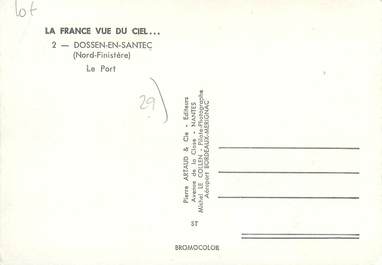 lot
LA FRANCE VUE DU CIEL...
2 — DOSSEN-EN-SANTEC
(Nord-Finistère)
Le Port
29)
Pierre ARTAUD & Cie - Editeurs
Avenue de la Close - NANTES
Michel LE COLLEN - Pilote-Photographe
Aéroport BORDEAUX-MERIGNAC
ST
BROMOCOLOR